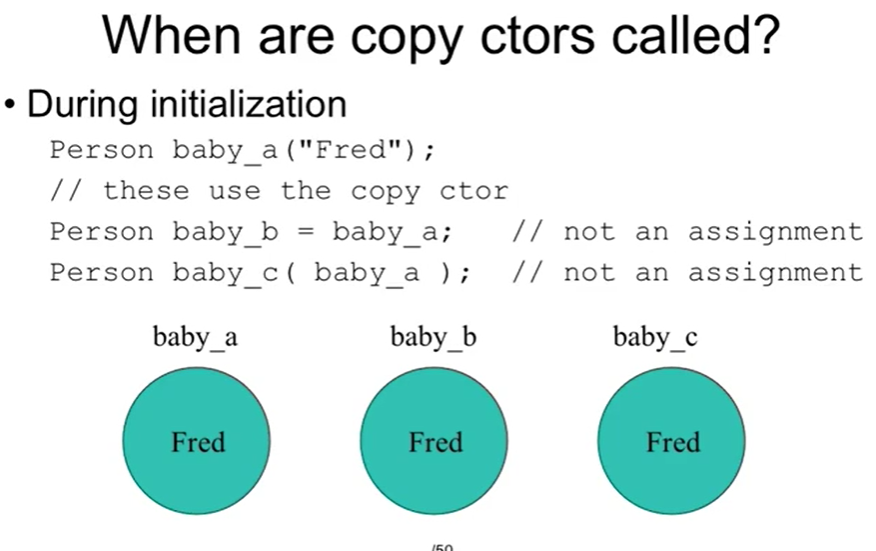 When are copy ctors called?
• During initialization
Person baby_a("Fred");
// these use the copy ctor
Person baby_b = baby_a;   // not an assignment
Person baby_c( baby_a );  // not an assignment
baby_a baby_b baby_c
Fred Fred Fred
/50